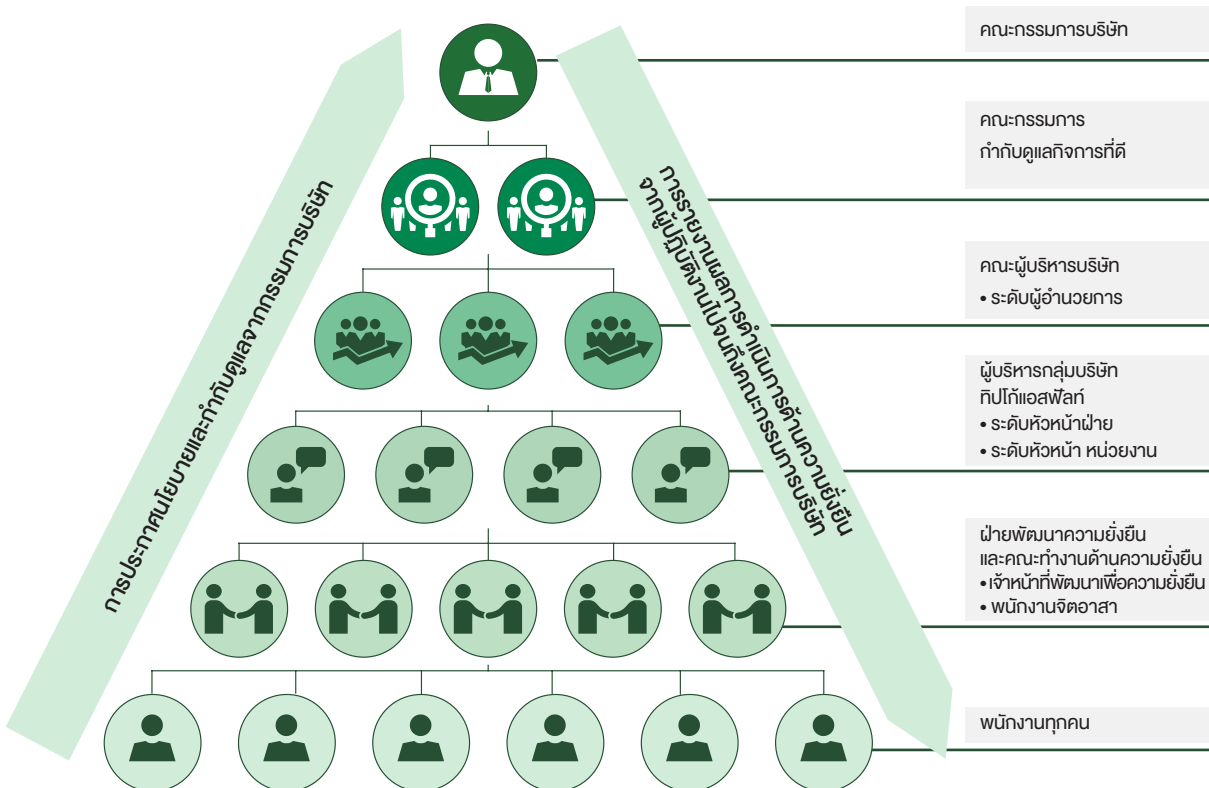 คณะกรรมการบริษัท
คณะกรรมการ
กำกับดูแลกิจการที่ดี
คณะผู้บริหารบริษัท
• ระดับผู้อำนวยการ
ผู้บริหารกลุ่มบริษัท
ทิปโก้แอสฟัลท์
• ระดับหัวหน้าฝ่าย
• ระดับหัวหน้า หน่วยงาน
ฝ่ายพัฒนาความยั่งยืน
และคณะทำงานด้านความยั่งยืน
•เจ้าหน้าที่พัฒนาเพื่อความยั่งยืน
• พนักงานจิตอาสา
พนักงานทุกคน
การประกาศนโยบายและกำกับดูแลจากกรรมการบริษัท
การรายงานผลการดำเนินการด้านความยั่งยืน
จากผู้ปฏิบัติงานไปจนถึงคณะกรรมการบริษัท